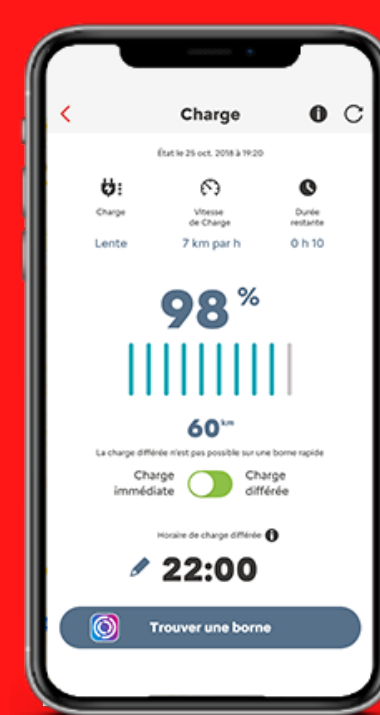 Charge
État le 25 oct. 2018 à 19:20
Charge
Vitesse
de Charge
Durée
restante
Lente
7 km par h
0 h 10
98 %
60 km
La charge différée n'est pas possible sur une borne rapide
Charge
immédiate
Charge
différée
Horaire de charge différée
22:00
Trouver une borne